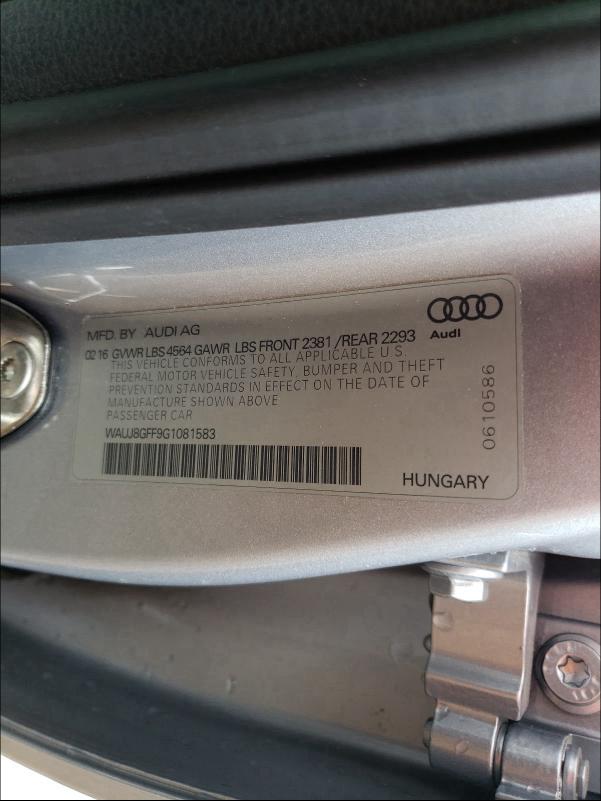 MFD. BY AUDI AG
02 16 GVWR LBS 4564 GAWR LBS FRONT 2381 / REAR 2293
THIS VEHICLE CONFORMS TO ALL APPLICABLE U.S.
FEDERAL MOTOR VEHICLE SAFETY, BUMPER AND THEFT
PREVENTION STANDARDS IN EFFECT ON THE DATE OF
MANUFACTURE SHOWN ABOVE
PASSENGER CAR
WAUJ8GFF9G1081583
Audi
0610586
HUNGARY